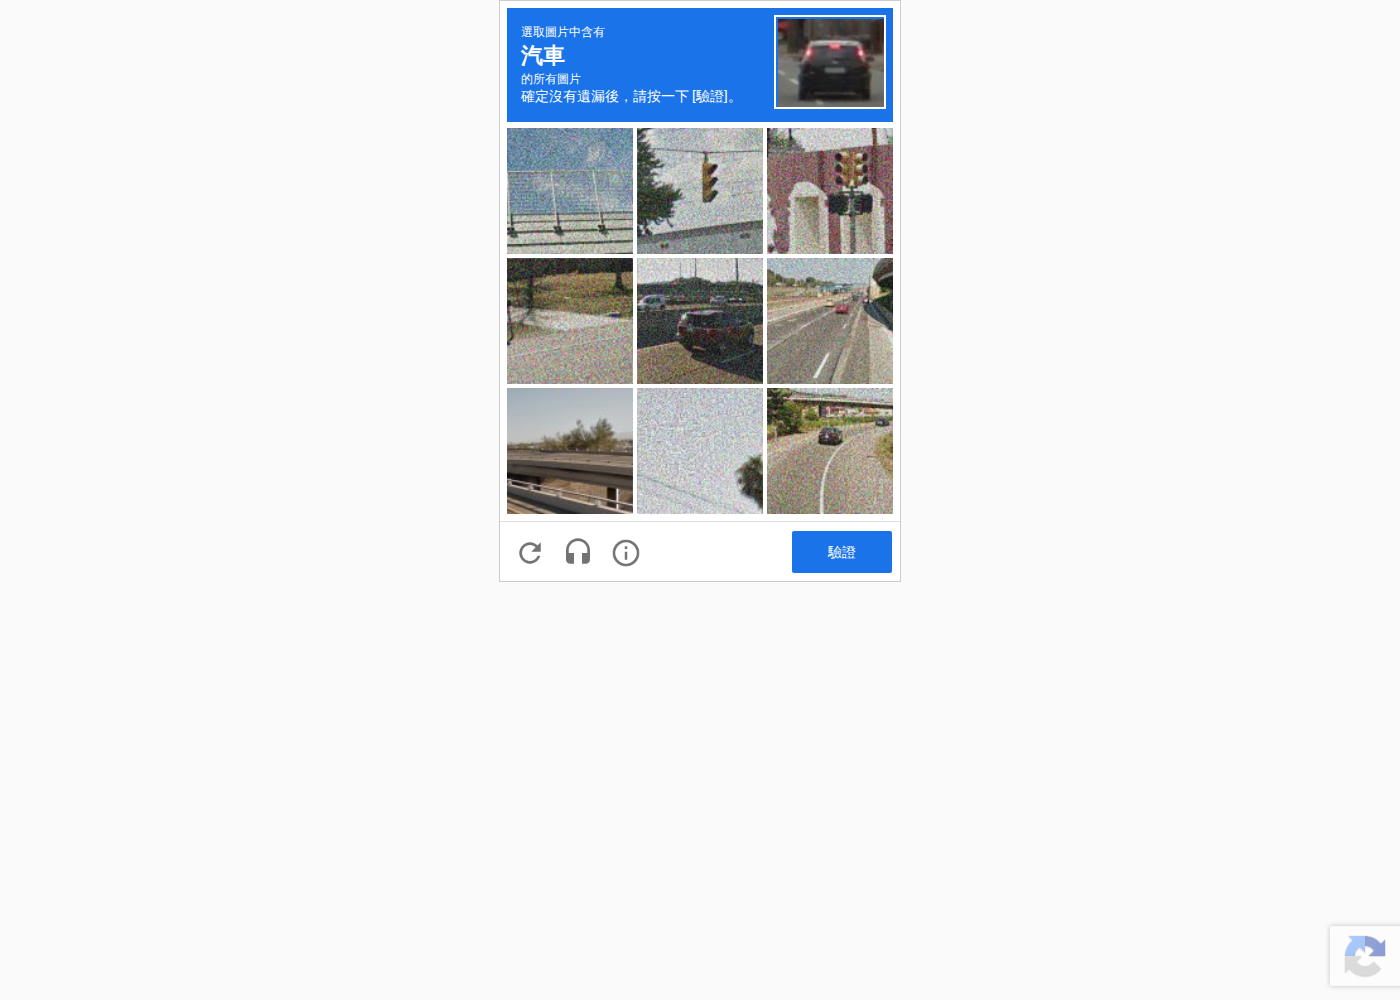 選取圖片中含有
汽車
的所有圖片
確定沒有遺漏後，請按一下 [驗證]。
驗證